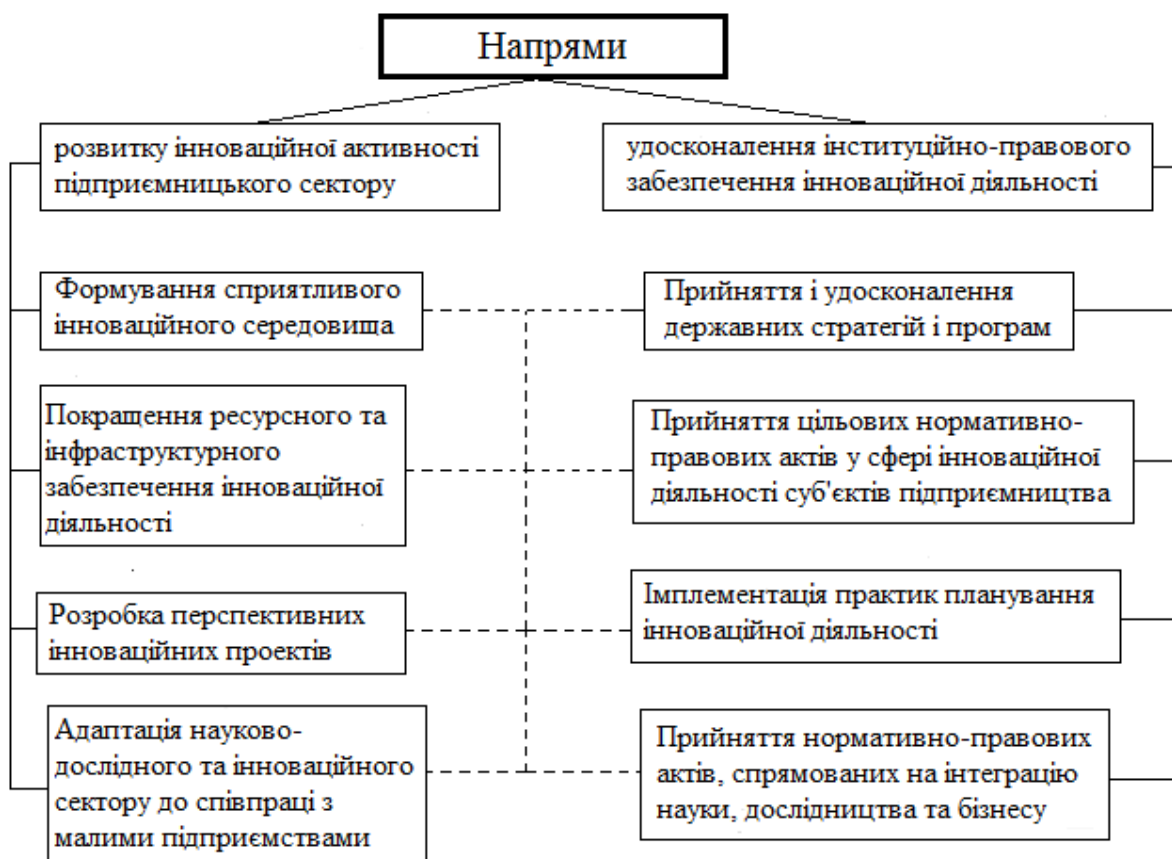 Напрями
розвитку інноваційної активності
підприємницького сектору
удосконалення інституційно-правового
забезпечення інноваційної діяльності
Формування сприятливого
інноваційного середовища
Прийняття і удосконалення
державних стратегій і програм
Покращення ресурсного та
інфраструктурного
забезпечення інноваційної
діяльності
Прийняття цільових нормативно-
правових актів у сфері інноваційної
діяльності суб'єктів підприємництва
Розробка перспективних
інноваційних проектів
Імплементація практик планування
інноваційної діяльності
Адаптація науково-
дослідного та інноваційного
сектору до співпраці з
малими підприємствами
Прийняття нормативно-правових
актів, спрямованих на інтеграцію
науки, дослідництва та бізнесу